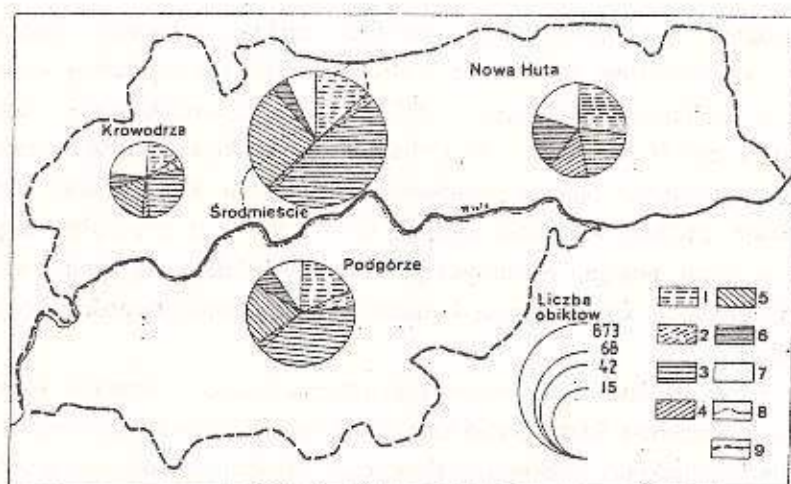 Nowa Huta
Krowodrza
Śródmieście
Wisła
Podgórze
Liczba
obiktów
673
68
42
15
1 5
2 6
3 7
4 8
9